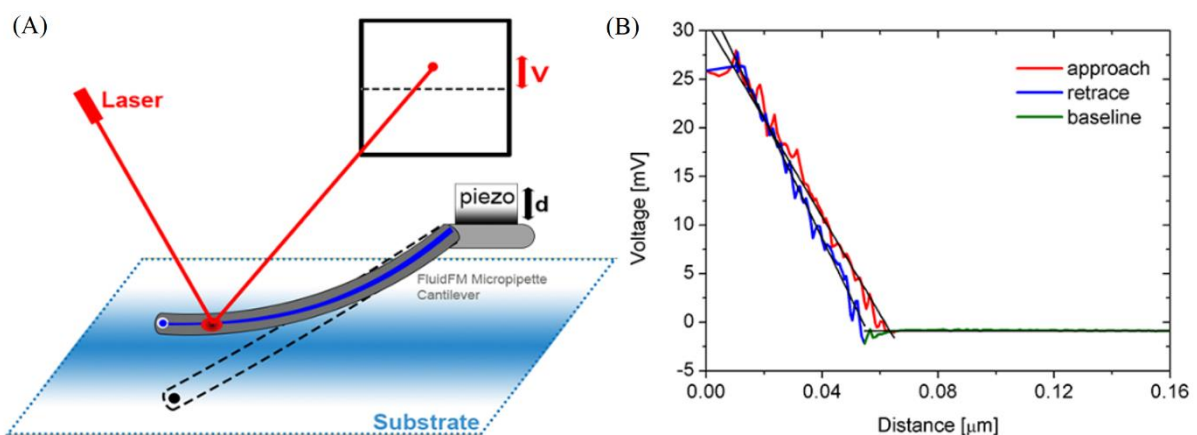 (A)
Laser
V
piezo
d
FluidFM Micropipette
Cantilever
Substrate
(B)
30
25
20
15
10
5
0
-5
Voltage [mV]
approach
retrace
baseline
0.00 0.04 0.08 0.12 0.16
Distance [μm]